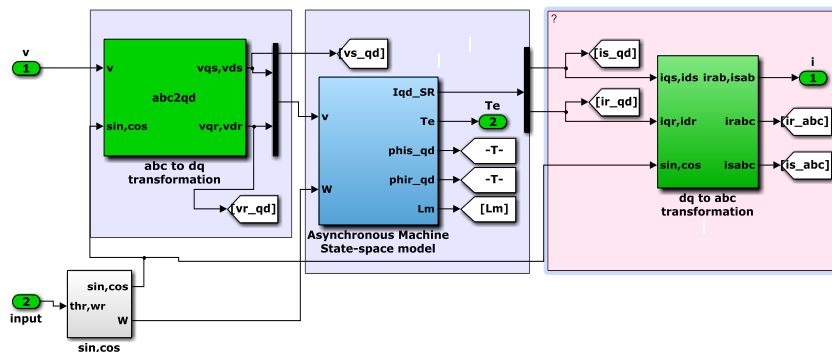 ?
v
1
v
abc2qd
vqs,vds
sin,cos
vqr,vdr
abc to dq
transformation
[vs_qd]
[vr_qd]
v
W
Iqd_SR
Te
phis_qd
phir_qd
Lm
Asynchronous Machine
State-space model
Te
2
-T-
-T-
[Lm]
[is_qd]
[ir_qd]
iqs,ids
irab,isab
iqr,idr
irabc
sin,cos
isabc
dq to abc
transformation
i
1
[ir_abc]
[is_abc]
2
input
thr,wr
sin,cos
W
sin,cos